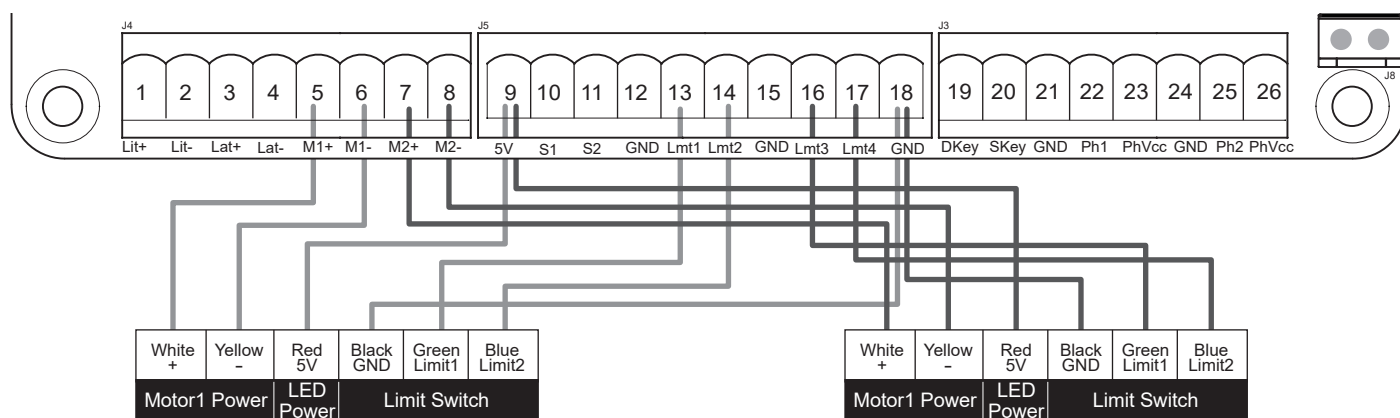 J4 J5 J3
J8
1 2 3 4 5 6 7 8 9 10 11 12 13 14 15 16 17 18 19 20 21 22 23 24 25 26
Lit+ Lit- Lat+ Lat- M1+ M1- M2+ M2- 5V S1 S2 GND Lmt1 Lmt2 GND Lmt3 Lmt4 GND DKey SKey GND Ph1 PhVcc GND Ph2 PhVcc
White Yellow Red Black Green Blue
+ – 5V GND Limit1 Limit2
Motor1 Power LED Power Limit Switch
White Yellow Red Black Green Blue
+ – 5V GND Limit1 Limit2
Motor1 Power LED Power Limit Switch